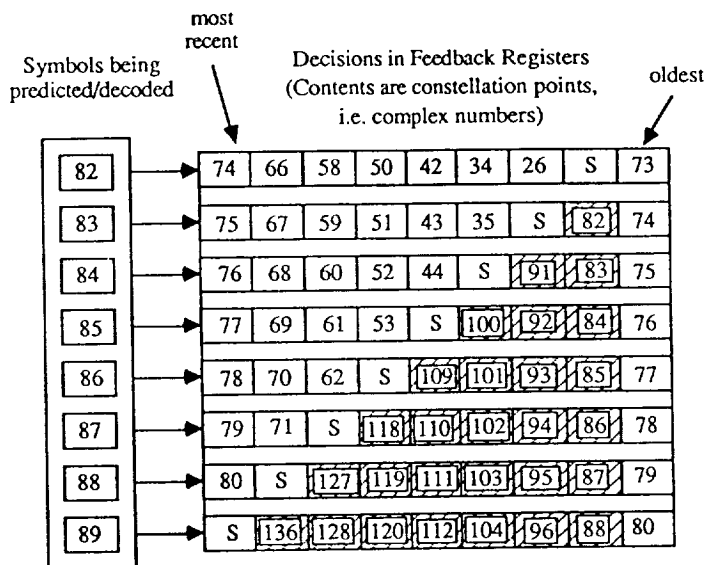 most
recent
Decisions in Feedback Registers
(Contents are constellation points,
i.e. complex numbers)
oldest
Symbols being
predicted/decoded
82 74 66 58 50 42 34 26 S 73
83 75 67 59 51 43 35 S 82 74
84 76 68 60 52 44 S 91 83 75
85 77 69 61 53 S 100 92 84 76
86 78 70 62 S 109 101 93 85 77
87 79 71 S 118 110 102 94 86 78
88 80 S 127 119 111 103 95 87 79
89 S 136 128 120 112 104 96 88 80